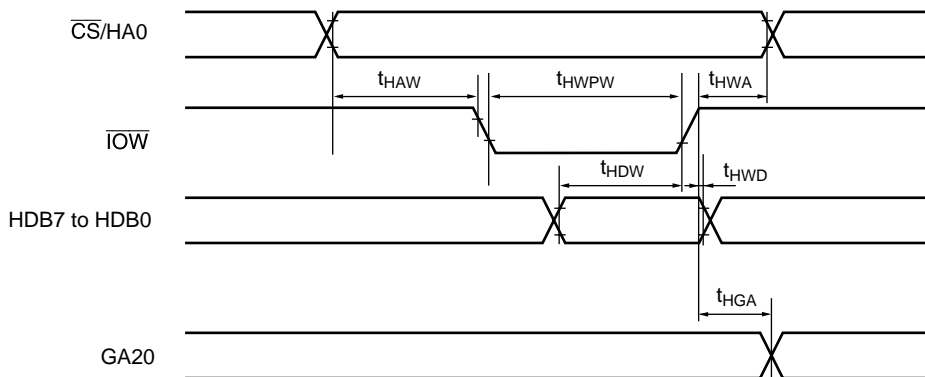 CS/HA0
tHAW
tHWPW
tHWA
IOW
tHDW
tHWD
HDB7 to HDB0
tHGA
GA20